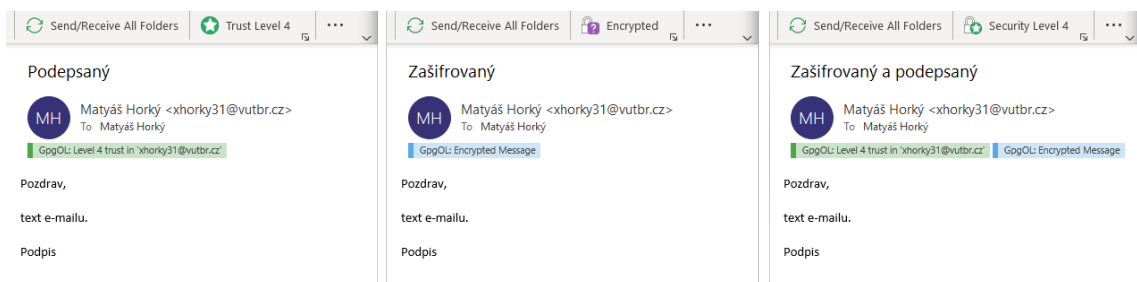 Send/Receive All Folders Trust Level 4 ...
Podepsaný
MH
Matyáš Horký <xhorky31@vutbr.cz>
To Matyáš Horký
GpgOL: Level 4 trust in 'xhorky31@vutbr.cz'
Pozdrav,
text e-mailu.
Podpis
Send/Receive All Folders Encrypted ...
Zašifrovaný
MH
Matyáš Horký <xhorky31@vutbr.cz>
To Matyáš Horký
GpgOL: Encrypted Message
Pozdrav,
text e-mailu.
Podpis
Send/Receive All Folders Security Level 4 ...
Zašifrovaný a podepsaný
MH
Matyáš Horký <xhorky31@vutbr.cz>
To Matyáš Horký
GpgOL: Level 4 trust in 'xhorky31@vutbr.cz' GpgOL: Encrypted Message
Pozdrav,
text e-mailu.
Podpis